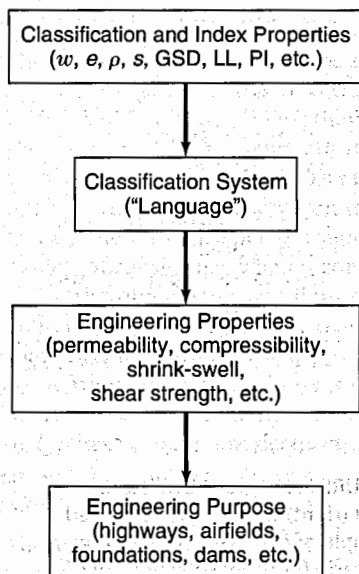 Classification and Index Properties
(w, e, ρ, s, GSD, LL, PI, etc.)
Classification System
("Language")
Engineering Properties
(permeability, compressibility,
shrink-swell,
shear strength, etc.)
Engineering Purpose
(highways, airfields,
foundations, dams, etc.)